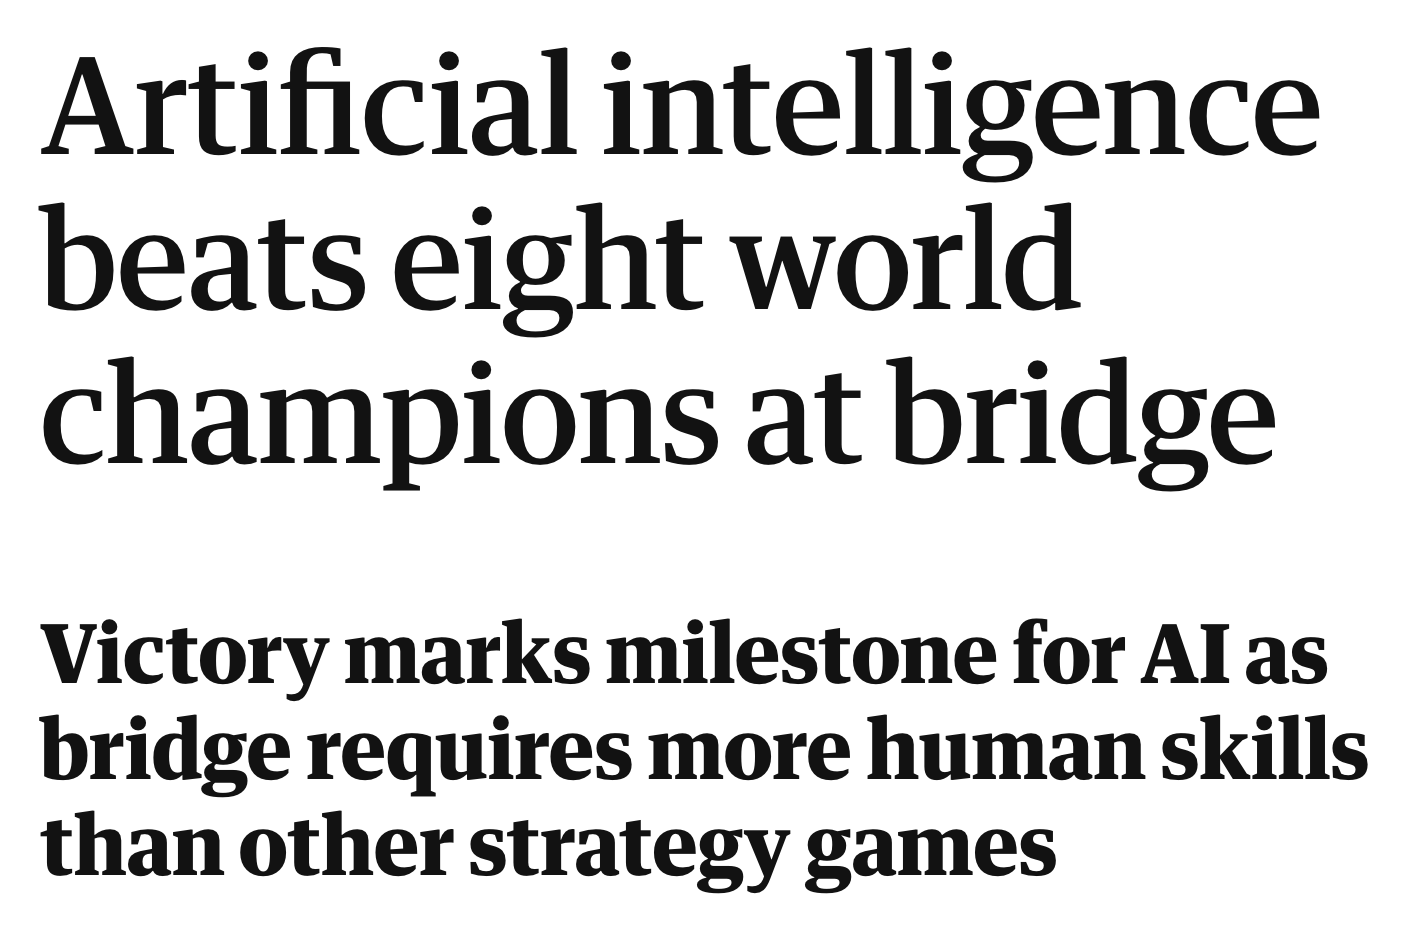 Artificial intelligence
beats eight world
champions at bridge
Victory marks milestone for AI as
bridge requires more human skills
than other strategy games